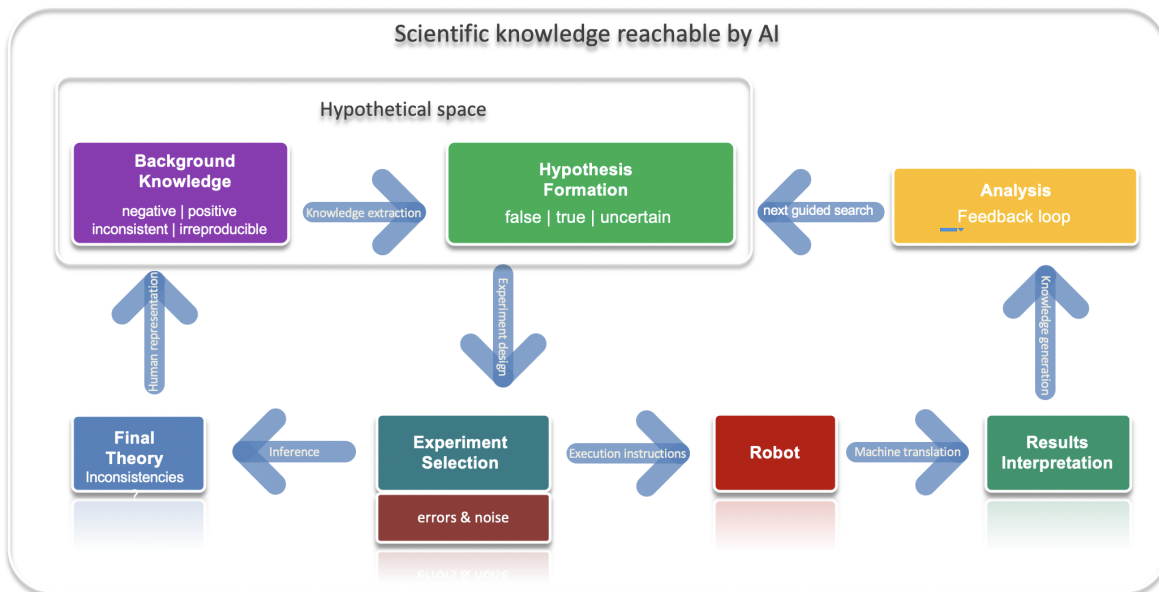 Scientific knowledge reachable by AI
Hypothetical space
Background
Knowledge
negative | positive
inconsistent | irreproducible
Knowledge extraction
Hypothesis
Formation
false | true | uncertain
next guided search
Analysis
Feedback loop
Human representation
Experiment design
Knowledge generation
Final
Theory
Inconsistencies
Inference
Experiment
Selection
errors & noise
Execution instructions
Robot
Machine translation
Results
Interpretation